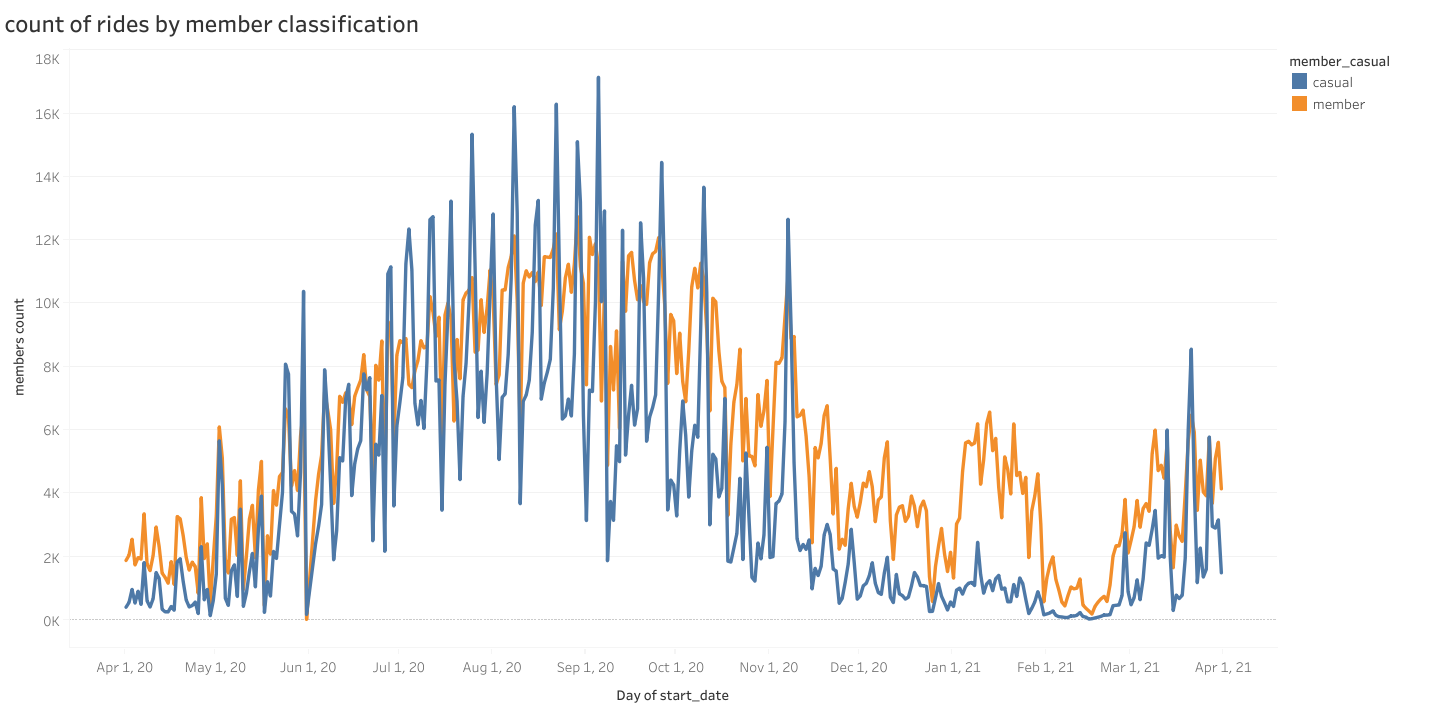 count of rides by member classification
18K
16K
14K
12K
10K
8K
6K
4K
2K
0K
members count
Apr 1, 20 May 1, 20 Jun 1, 20 Jul 1, 20 Aug 1, 20 Sep 1, 20 Oct 1, 20 Nov 1, 20 Dec 1, 20 Jan 1, 21 Feb 1, 21 Mar 1, 21 Apr 1, 21
Day of start_date
member_casual
casual
member